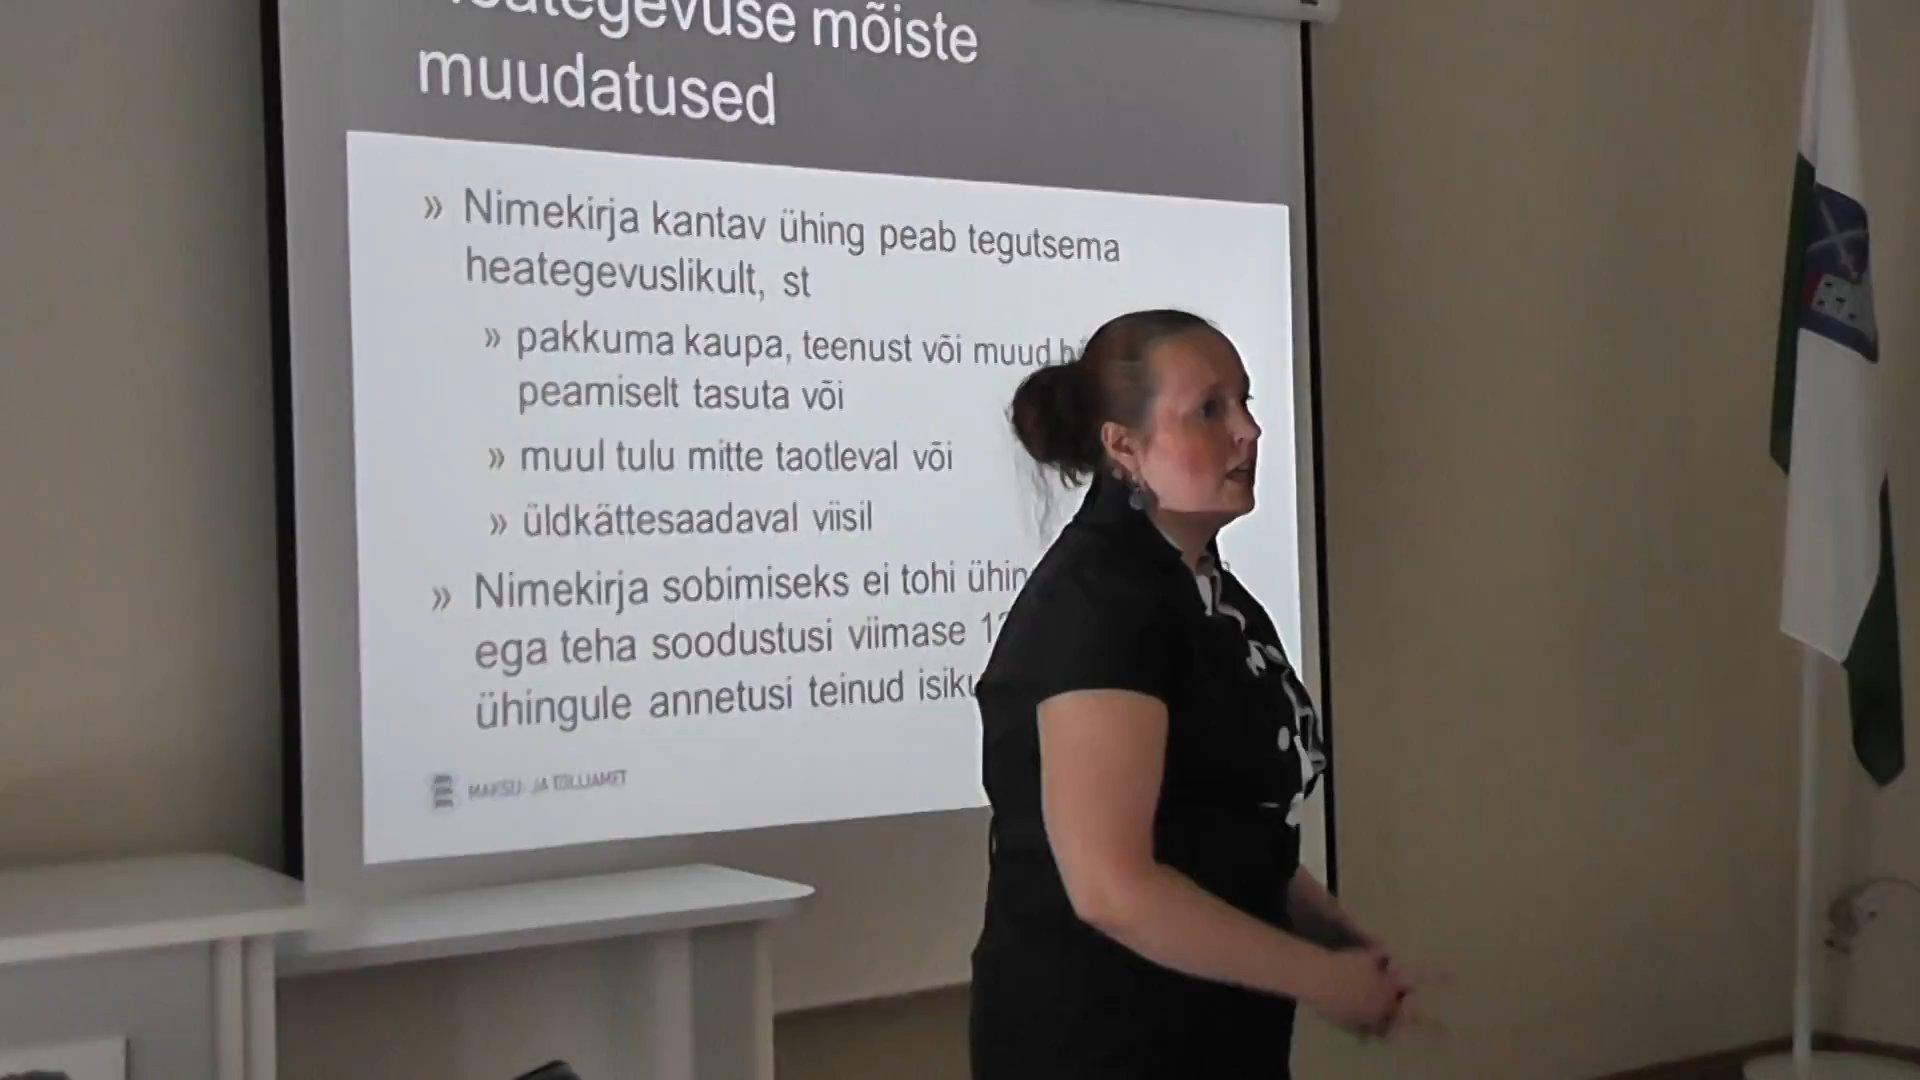 mõiste
muudatused
» Nimekirja kantav ühing peab tegutsema
heategevuslikult, st
» pakkuma kaupa, teenust või muud
peamiselt tasuta või
» muul tulu mitte taotleval või
» üldkättesaadaval viisil
» Nimekirja sobimiseks ei tohi
ega teha soodustusi viimase
ühingule annetusi teinud
MAKSU- JA TOLLIAMET